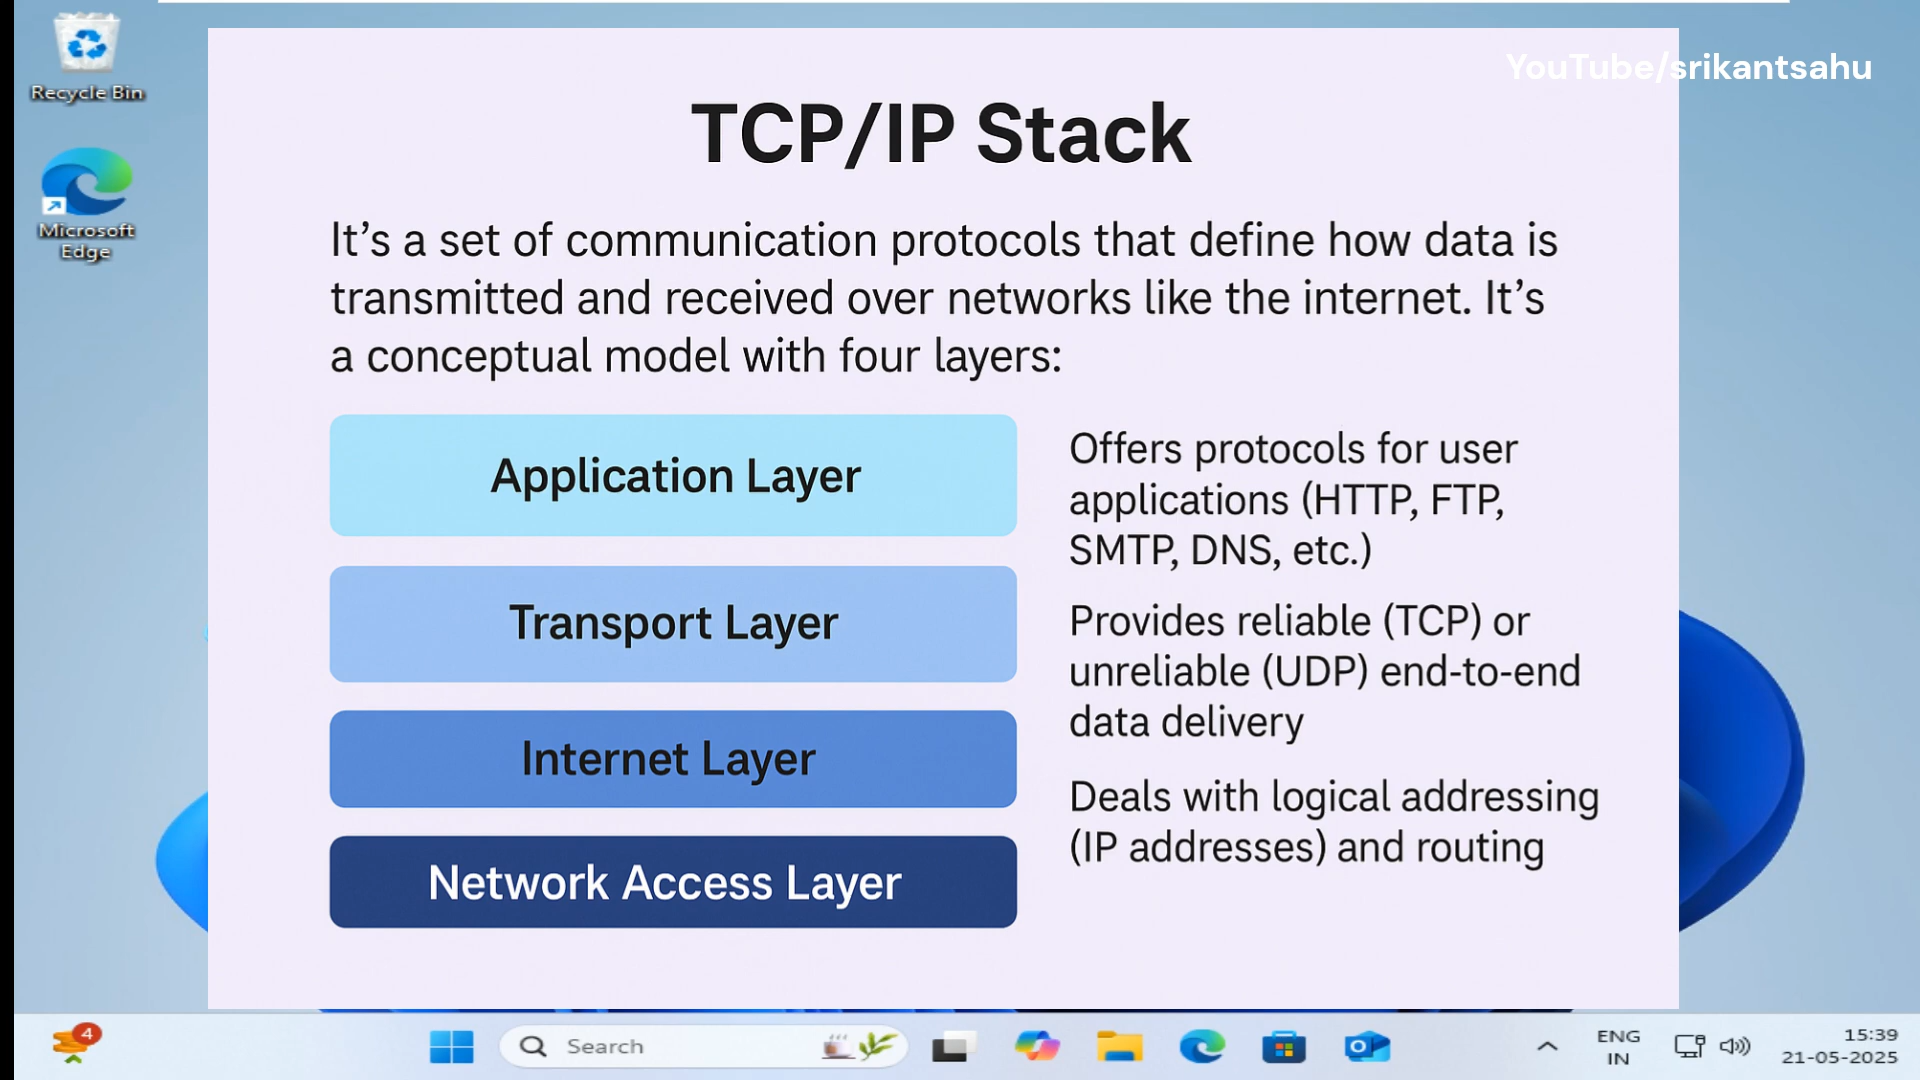 Recycle Bin
Microsoft
Edge
YouTube/srikantsahu
TCP/IP Stack
It’s a set of communication protocols that define how data is
transmitted and received over networks like the internet. It’s
a conceptual model with four layers:
Application Layer
Offers protocols for user
applications (HTTP, FTP,
SMTP, DNS, etc.)
Transport Layer
Provides reliable (TCP) or
unreliable (UDP) end-to-end
data delivery
Internet Layer
Deals with logical addressing
(IP addresses) and routing
Network Access Layer
4
Search
ENG
IN
15:39
21-05-2025